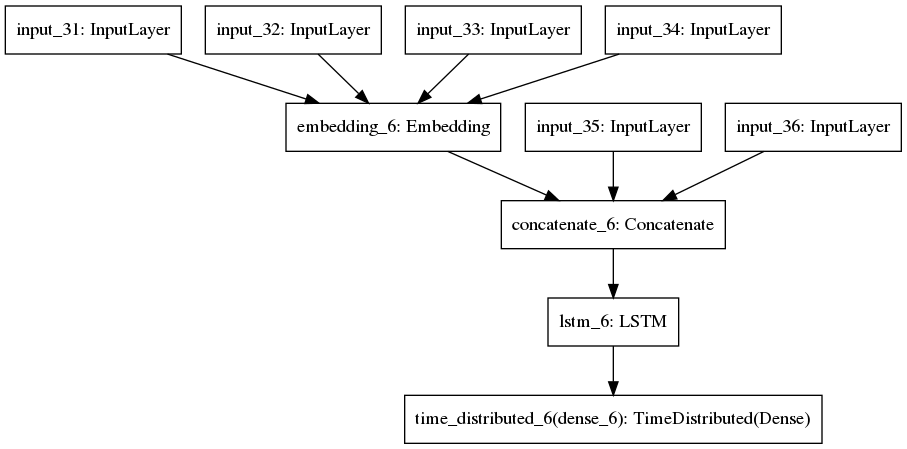 input_31: InputLayer
input_32: InputLayer
input_33: InputLayer
input_34: InputLayer
embedding_6: Embedding
input_35: InputLayer
input_36: InputLayer
concatenate_6: Concatenate
lstm_6: LSTM
time_distributed_6(dense_6): TimeDistributed(Dense)